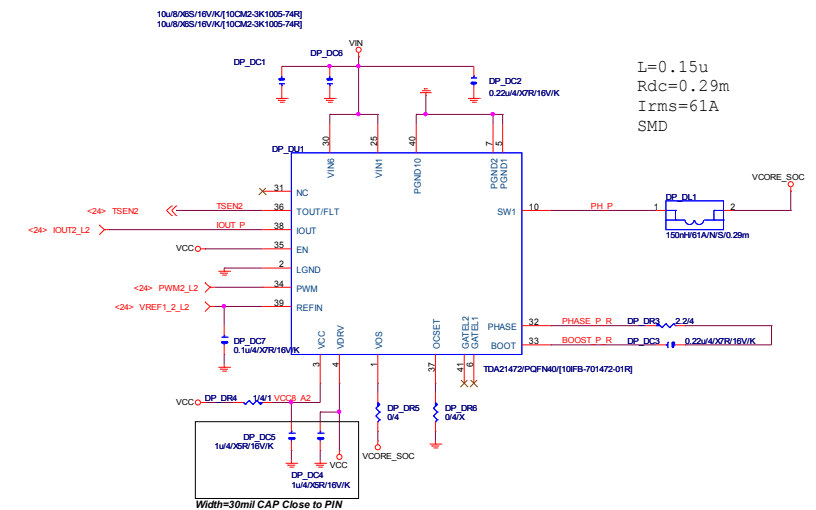 10u/8/X6S/16V/K/[10CM2-3K1005-74R]
10u/8/X6S/16V/K/[10CM2-3K1005-74R]
VIN
DP_DC1
DP_DC6
DP_DC2
0.22u/4/X7R/16V/K
L=0.15u
Rdc=0.29m
Irms=61A
SMD
DP_DU1
30
25
40
7
5
VIN6
VIN1
PGND10
PGND2
PGND1
31
NC
<24> TSEN2
TSEN2
36
TOUT/FLT
<24> IOUT2_L2
IOUT_P
38
IOUT
VCC
35
EN
2
LGND
<24> PWM2_L2
34
PWM
<24> VREF1_2_L2
39
REFIN
SW1
10
PH_P
1
DP_DL1
2
150nH/61A/N/S/0.29m
VCORE_SOC
DP_DC7
0.1u/4/X7R/16V/K
PHASE
32
PHASE_P_R
DP_DR3
2.2/4
BOOT
33
BOOST_P_R
DP_DC3
0.22u/4/X7R/16V/K
VCC
VDRV
VOS
OCSET
GATEL2
GATEL1
3
4
1
37
41
6
TDA21472/PQFN40/[10IFB-701472-01R]
VCC
DP_DR4
1/4/1
VCC8_A2
DP_DR5
0/4
DP_DR6
0/4/X
DP_DC5
1u/4/X5R/16V/K
DP_DC4
1u/4/X5R/16V/K
VCC
VCORE_SOC
Width=30mil CAP Close to PIN